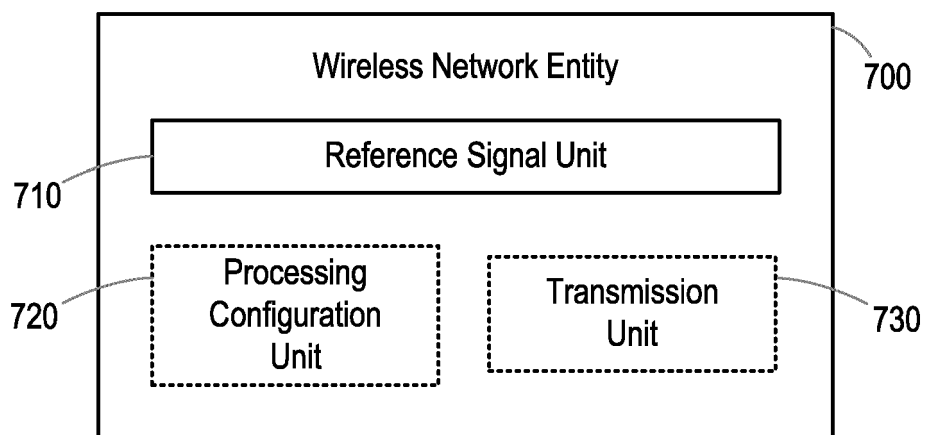 Wireless Network Entity
700
Reference Signal Unit
710
Processing
Configuration
Unit
720
Transmission
Unit
730